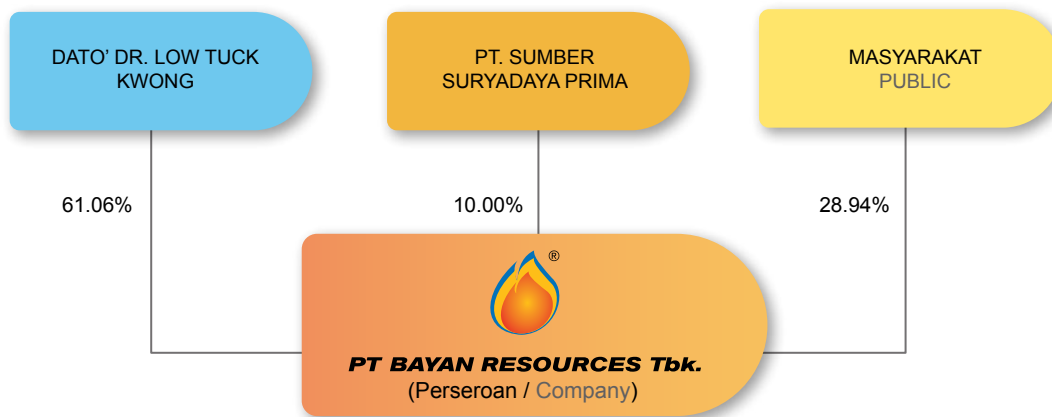 DATO' DR. LOW TUCK
KWONG
PT. SUMBER
SURYADAYA PRIMA
MASYARAKAT
PUBLIC
61.06%
10.00%
28.94%
®
PT BAYAN RESOURCES Tbk.
(Perseroan / Company)